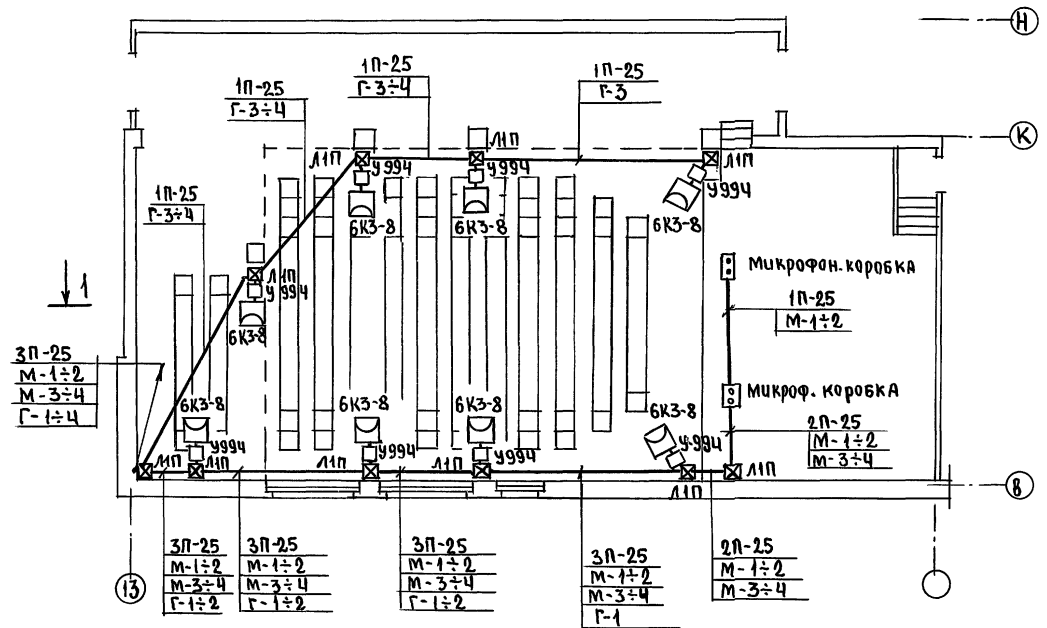 Н
1П-25
Г-3÷4
1П-25
Г-3÷4
1П-25
Г-3
К
Л1П
У994
Л1П
У994
Л1П
У994
1П-25
Г-3÷4
6КЗ-8
6КЗ-8
6КЗ-8
Л1П
У994
6КЗ-8
1
МИКРОФОН. КОРОБКА
1П-25
М-1÷2
3П-25
М-1÷2
М-3÷4
Г-1÷4
МИКРОФ. КОРОБКА
6КЗ-8
6КЗ-8
6КЗ-8
6КЗ-8
2П-25
М-1÷2
М-3÷4
У994
У994
У994
У994
Л1П
Л1П
Л1П
Л1П
Л1П
Л1П
В
3П-25
М-1÷2
М-3÷4
Г-1÷2
3П-25
М-1÷2
М-3÷4
Г-1÷2
3П-25
М-1÷2
М-3÷4
Г-1÷2
3П-25
М-1÷2
М-3÷4
Г-1
2П-25
М-1÷2
М-3÷4
13